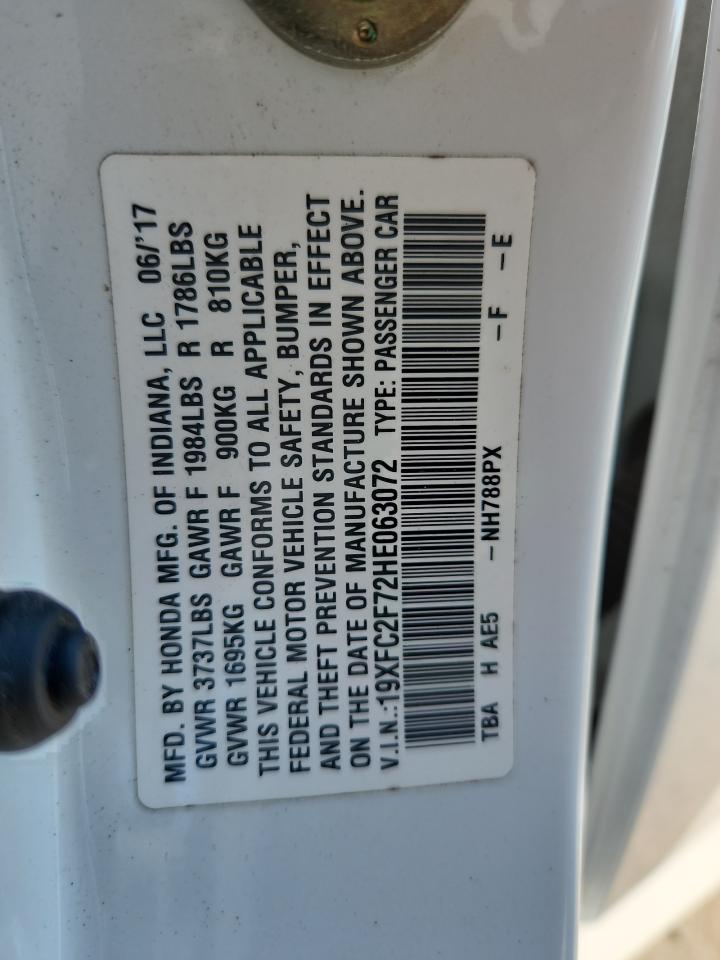 MFD. BY HONDA MFG. OF INDIANA, LLC 06/'17
GVWR 3737LBS GAWR F 1984LBS R 1786LBS
GVWR 1695KG GAWR F 900KG R 810KG
THIS VEHICLE CONFORMS TO ALL APPLICABLE
FEDERAL MOTOR VEHICLE SAFETY, BUMPER,
AND THEFT PREVENTION STANDARDS IN EFFECT
ON THE DATE OF MANUFACTURE SHOWN ABOVE.
V.I.N.:19XFC2F72HE063072 TYPE: PASSENGER CAR
TBA H AE5 -NH788PX -F -E